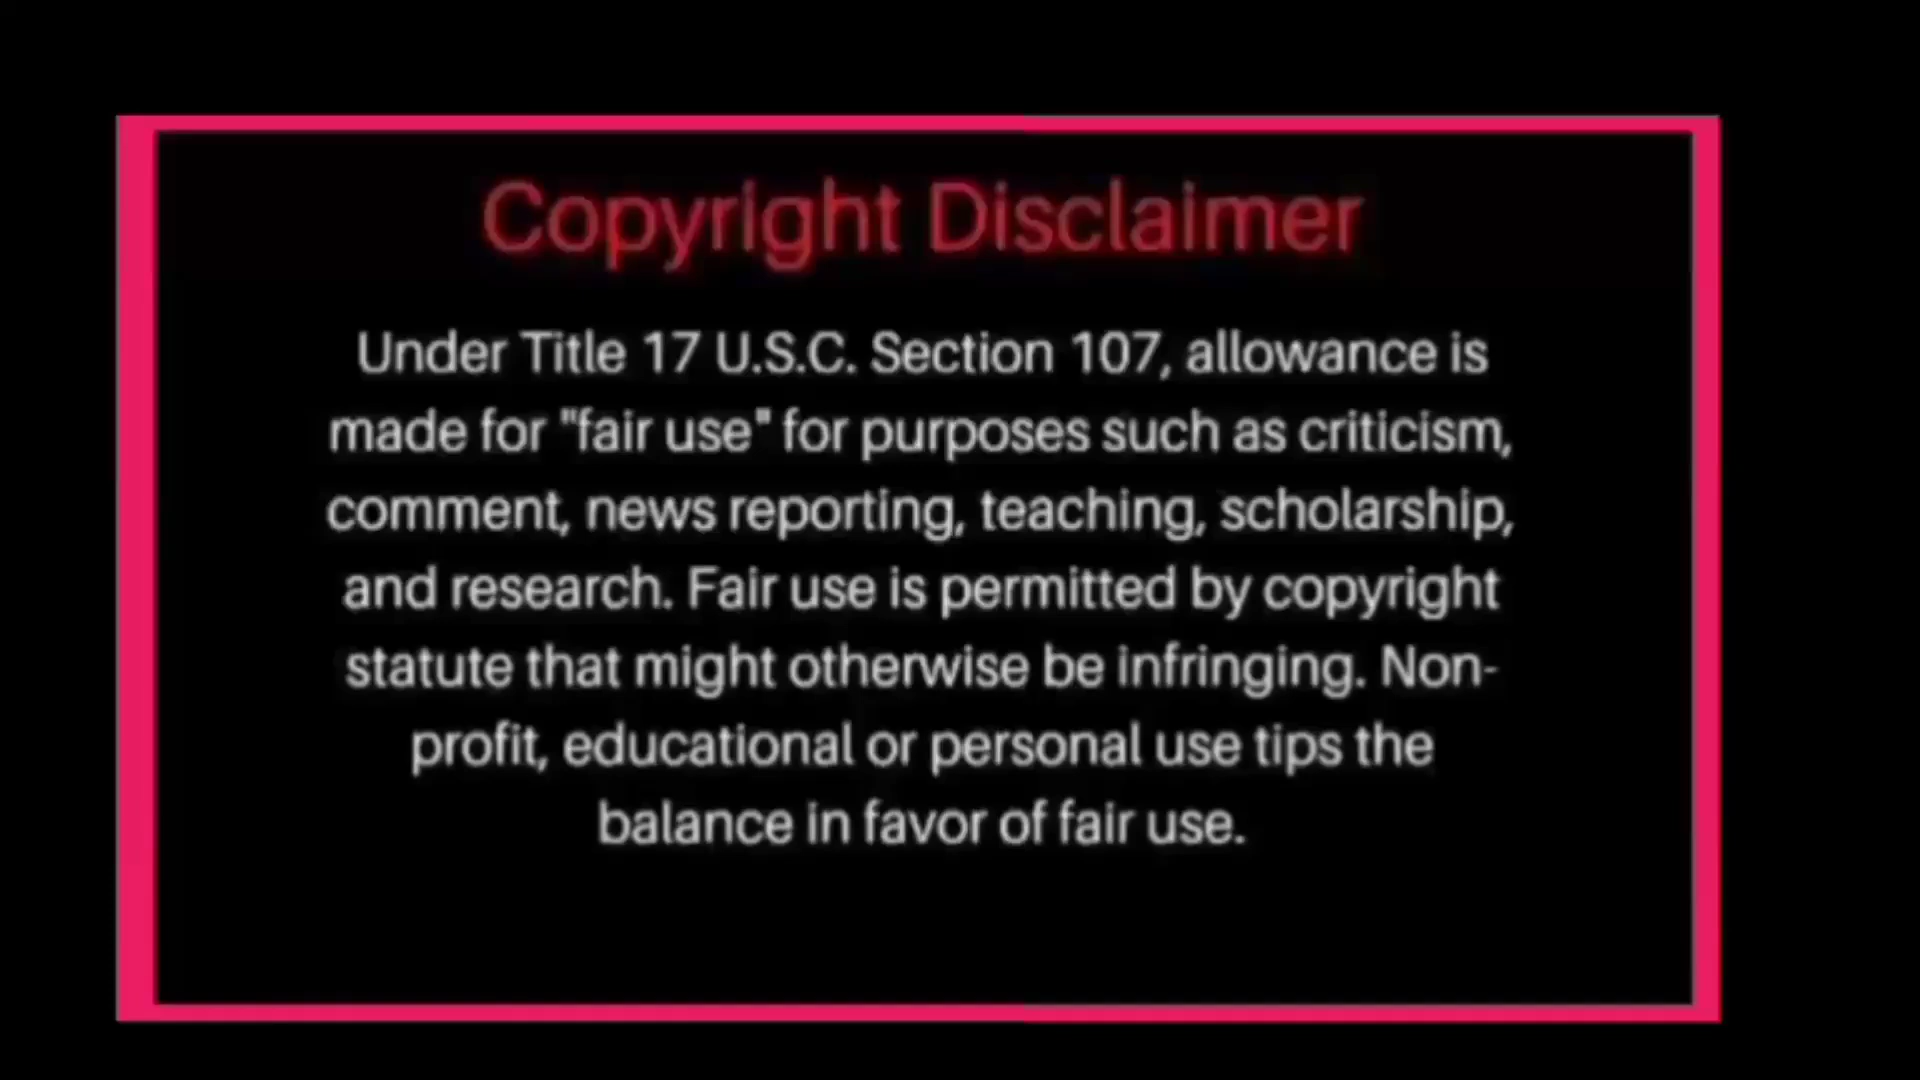 Copyright Disclaimer
Under Title 17 U.S.C. Section 107, allowance is
made for "fair use" for purposes such as criticism,
comment, news reporting, teaching, scholarship,
and research. Fair use is permitted by copyright
statute that might otherwise be infringing. Non-
profit, educational or personal use tips the
balance in favor of fair use.